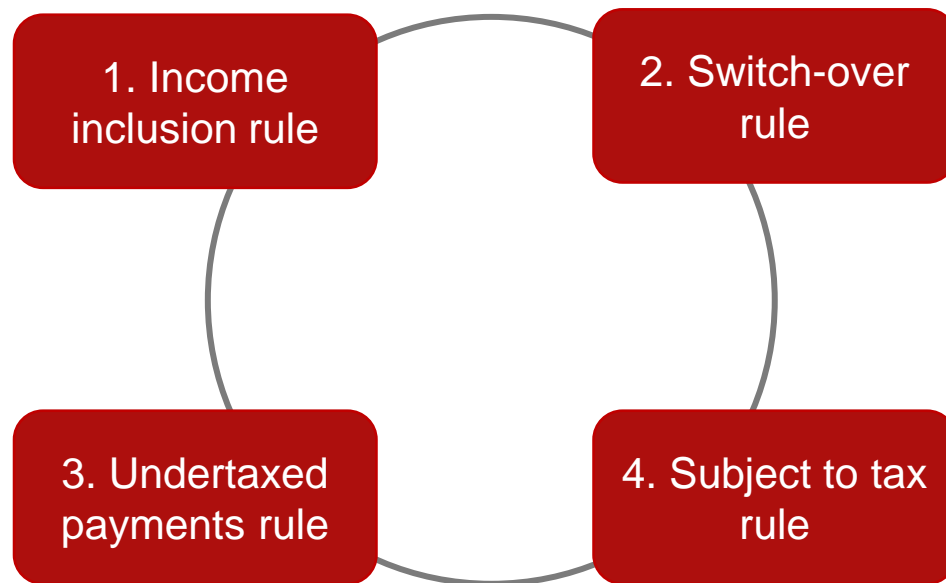 1. Income
inclusion rule
2. Switch-over
rule
3. Undertaxed
payments rule
4. Subject to tax
rule